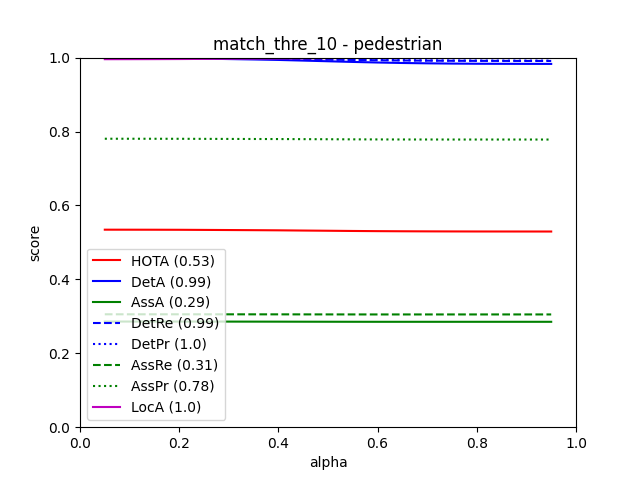 match_thre_10 - pedestrian
1.0
0.8
0.6
0.4
0.2
0.0
score
HOTA (0.53)
DetA (0.99)
AssA (0.29)
DetRe (0.99)
DetPr (1.0)
AssRe (0.31)
AssPr (0.78)
LocA (1.0)
0.0 0.2 0.4 0.6 0.8 1.0
alpha